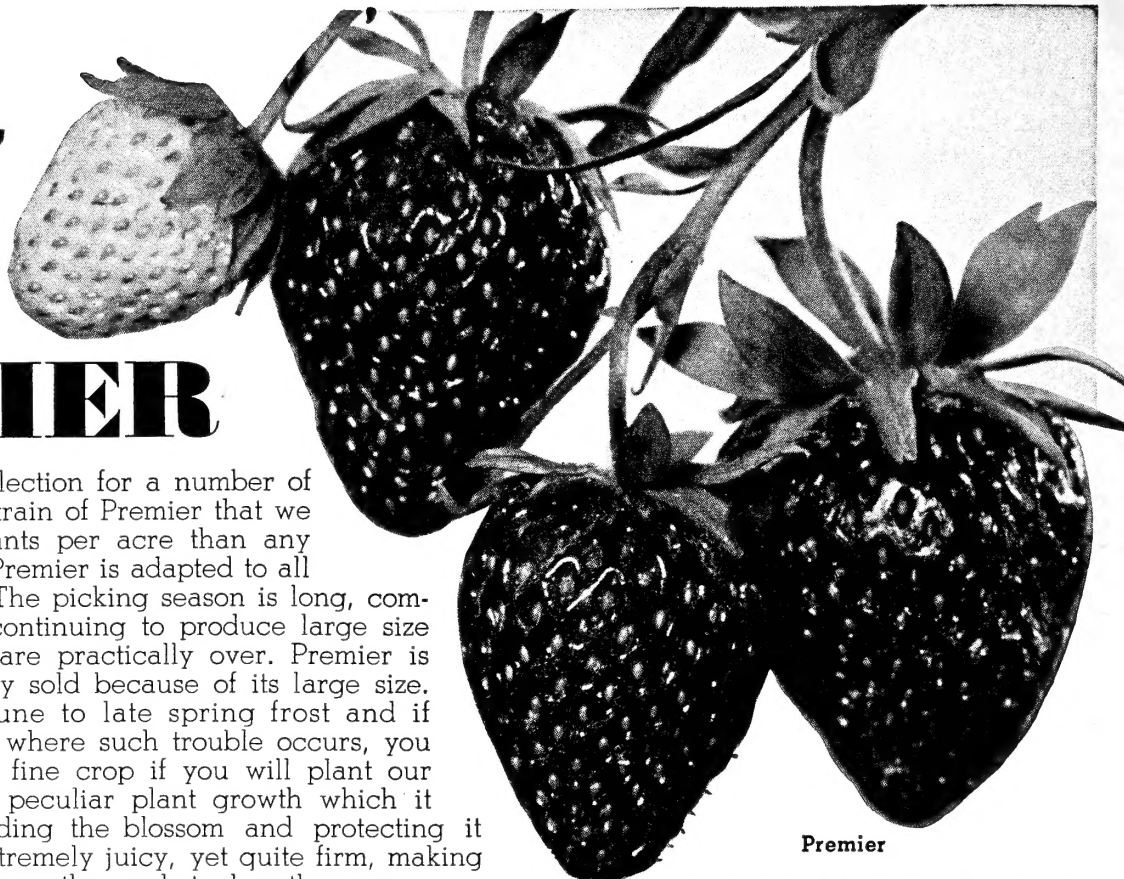 IER
lection for a number of
train of Premier that we
ants per acre than any
Premier is adapted to all
The picking season is long, com-
continuing to produce large size
are practically over. Premier is
y sold because of its large size.
une to late spring frost and if
where such trouble occurs, you
fine crop if you will plant our
peculiar plant growth which it
ding the blossom and protecting it
tremely juicy, yet quite firm, making
Premier